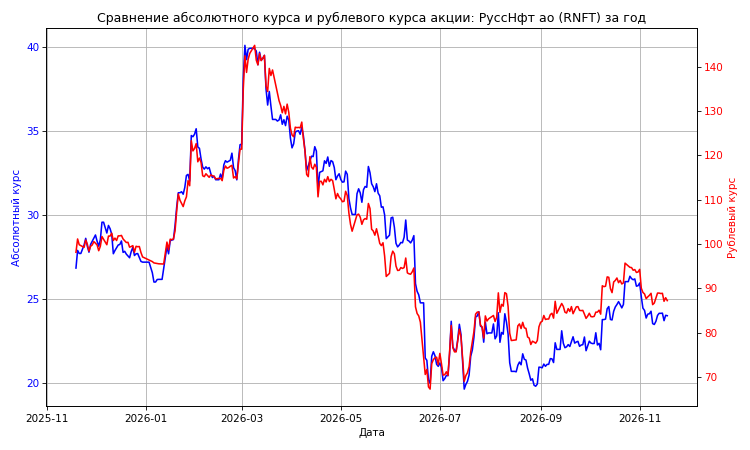 Сравнение абсолютного курса и рублевого курса акции: РуссНфт ао (RNFT) за год
Абсолютный курс
40
35
30
25
20
140
130
120
110
100
90
80
70
Рублевый курс
2025-11 2026-01 2026-03 2026-05 2026-07 2026-09 2026-11
Дата